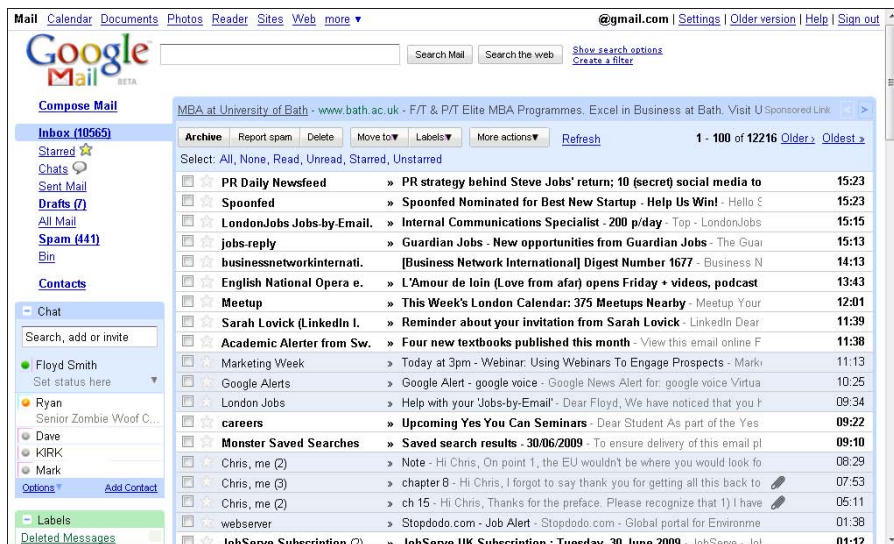 Mail Calendar Documents Photos Reader Sites Web more ▼ @gmail.com | Settings | Older version | Help | Sign out
Google Mail BETA
Search Mail Search the web Show search options
Create a filter
Compose Mail
Inbox (10565)
Starred
Chats
Sent Mail
Drafts (7)
All Mail
Spam (441)
Bin
Contacts
Chat
Search, add or invite
Floyd Smith
Set status here
Ryan
Senior Zombie Woof C...
Dave
KIRK
Mark
Options ▼ Add Contact
Labels
Deleted Messages
MBA at University of Bath - www.bath.ac.uk - F/T & P/T Elite MBA Programmes. Excel in Business at Bath. Visit U Sponsored Link < >
Archive Report spam Delete Move to▼ Labels▼ More actions▼ Refresh 1 - 100 of 12216 Older › Oldest »
Select: All, None, Read, Unread, Starred, Unstarred
PR Daily Newsfeed » PR strategy behind Steve Jobs' return; 10 (secret) social media to 15:23
Spoonfed » Spoonfed Nominated for Best New Startup - Help Us Win! - Hello 15:23
LondonJobs Jobs-by-Email. » Internal Communications Specialist - 200 p/day - Top - LondonJobs 15:15
jobs-reply » Guardian Jobs - New opportunities from Guardian Jobs - The Guar 15:13
businessnetworkinternati. [Business Network International] Digest Number 1677 - Business N 14:13
English National Opera e. » L'Amour de loin (Love from afar) opens Friday + videos, podcast 13:43
Meetup » This Week's London Calendar: 375 Meetups Nearby - Meetup Your 12:01
Sarah Lovick (LinkedIn I. » Reminder about your invitation from Sarah Lovick - LinkedIn Dear 11:39
Academic Alerter from Sw. » Four new textbooks published this month - View this email online F 11:38
Marketing Week » Today at 3pm - Webinar: Using Webinars To Engage Prospects - Mark 11:13
Google Alerts » Google Alert - google voice - Google News Alert for: google voice Virtua 10:25
London Jobs » Help with your 'Jobs-by-Email' - Dear Floyd, We have noticed that you h 09:34
careers » Upcoming Yes You Can Seminars - Dear Student As part of the Yes 09:22
Monster Saved Searches » Saved search results - 30/06/2009 - To ensure delivery of this email pl 09:10
Chris, me (2) » Note - Hi Chris, On point 1, the EU wouldn't be where you would look fo 08:29
Chris, me (3) » chapter 8 - Hi Chris, I forgot to say thank you for getting all this back to 07:53
Chris, me (2) » ch 15 - Hi Chris, Thanks for the preface. Please recognize that 1) I have 05:11
webserver » Stopdodo.com - Job Alert - Stopdodo.com - Global portal for Environme 01:38
JobServe Subscription (2) » JobServe UK Subscription : Tuesday, 30 June 2009 - JobServe - Jol 01:12